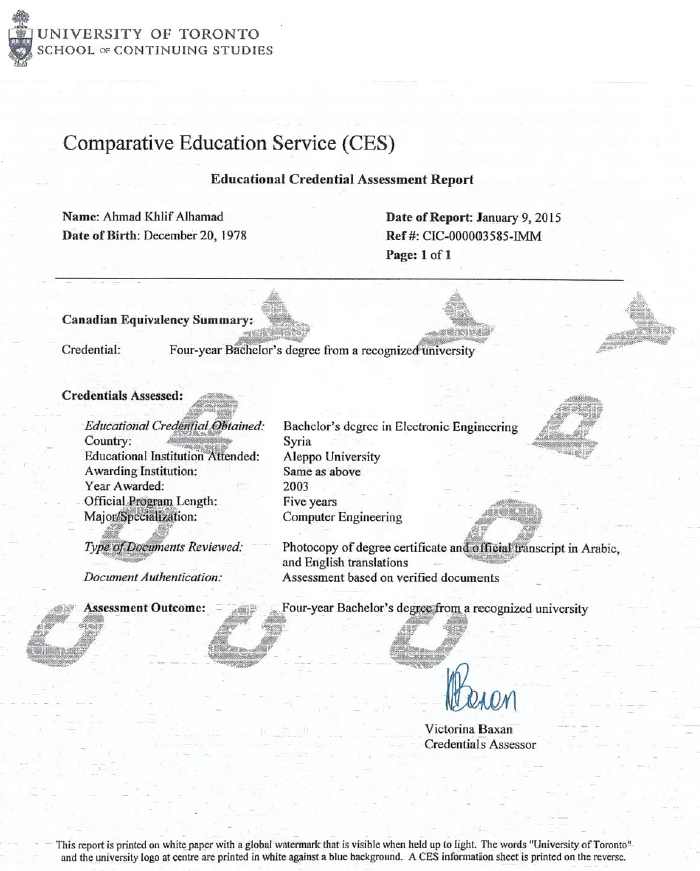 UNIVERSITY OF TORONTO
SCHOOL OF CONTINUING STUDIES
Comparative Education Service (CES)
Educational Credential Assessment Report
Name: Ahmad Khlif Alhamad
Date of Report: January 9, 2015
Date of Birth: December 20, 1978
Ref #: CIC-000003585-IMM
Page: 1 of 1
Canadian Equivalency Summary:
Credential: Four-year Bachelor's degree from a recognized university
Credentials Assessed:
Educational Credential Obtained: Bachelor's degree in Electronic Engineering
Country: Syria
Educational Institution Attended: Aleppo University
Awarding Institution: Same as above
Year Awarded: 2003
Official Program Length: Five years
Major/Specialization: Computer Engineering
Type of Documents Reviewed: Photocopy of degree certificate and official transcript in Arabic,
and English translations
Document Authentication: Assessment based on verified documents
Assessment Outcome: Four-year Bachelor's degree from a recognized university
COPY
COPY
COPY
Baxan
Victorina Baxan
Credentials Assessor
This report is printed on white paper with a global watermark that is visible when held up to light. The words "University of Toronto"
and the university logo at centre are printed in white against a blue background. A CES information sheet is printed on the reverse.